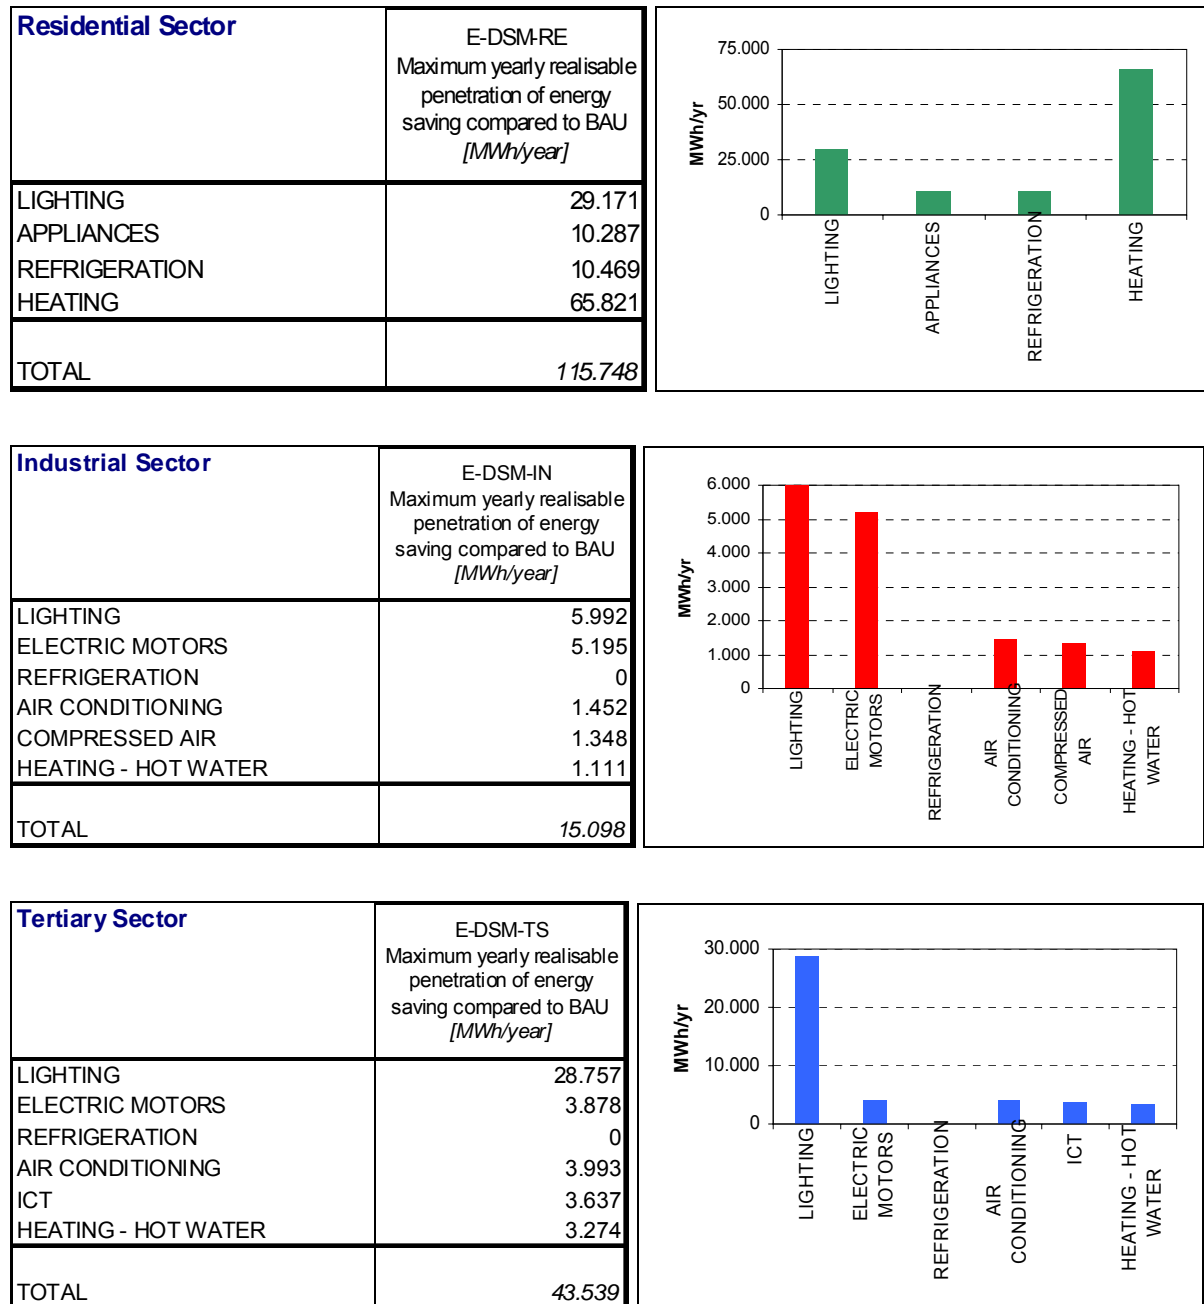 Residential Sector
E-DSM-RE
Maximum yearly realisable
penetration of energy
saving compared to BAU
[MWh/year]
LIGHTING 29.171
APPLIANCES 10.287
REFRIGERATION 10.469
HEATING 65.821
TOTAL 115.748
75.000
50.000
25.000
0
MWh/yr
LIGHTING
APPLIANCES
REFRIGERATION
HEATING
Industrial Sector
E-DSM-IN
Maximum yearly realisable
penetration of energy
saving compared to BAU
[MWh/year]
LIGHTING 5.992
ELECTRIC MOTORS 5.195
REFRIGERATION 0
AIR CONDITIONING 1.452
COMPRESSED AIR 1.348
HEATING - HOT WATER 1.111
TOTAL 15.098
6.000
5.000
4.000
3.000
2.000
1.000
0
MWh/yr
LIGHTING
ELECTRIC
MOTORS
REFRIGERATION
AIR
CONDITIONING
COMPRESSED
AIR
HEATING - HOT
WATER
Tertiary Sector
E-DSM-TS
Maximum yearly realisable
penetration of energy
saving compared to BAU
[MWh/year]
LIGHTING 28.757
ELECTRIC MOTORS 3.878
REFRIGERATION 0
AIR CONDITIONING 3.993
ICT 3.637
HEATING - HOT WATER 3.274
TOTAL 43.539
30.000
20.000
10.000
0
MWh/yr
LIGHTING
ELECTRIC
MOTORS
REFRIGERATION
AIR
CONDITIONING
ICT
HEATING - HOT
WATER